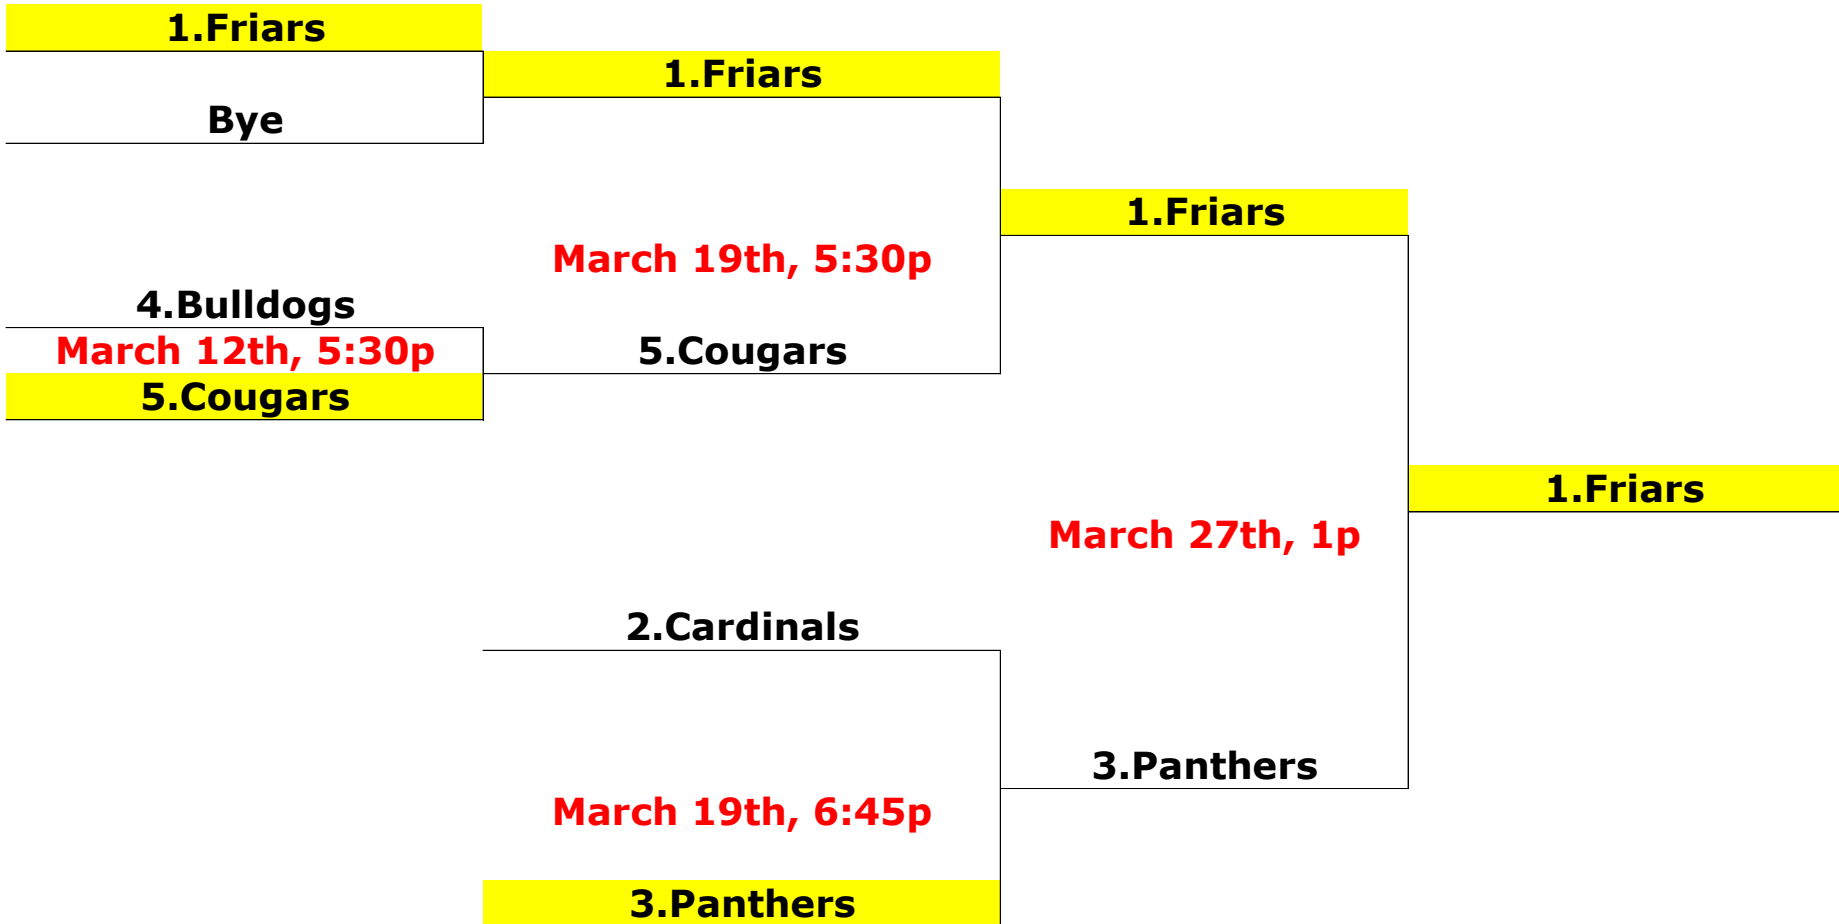 1.Friars
1.Friars
Bye
1.Friars
March 19th, 5:30p
4.Bulldogs
March 12th, 5:30p
5.Cougars
5.Cougars
1.Friars
March 27th, 1p
2.Cardinals
3.Panthers
March 19th, 6:45p
3.Panthers